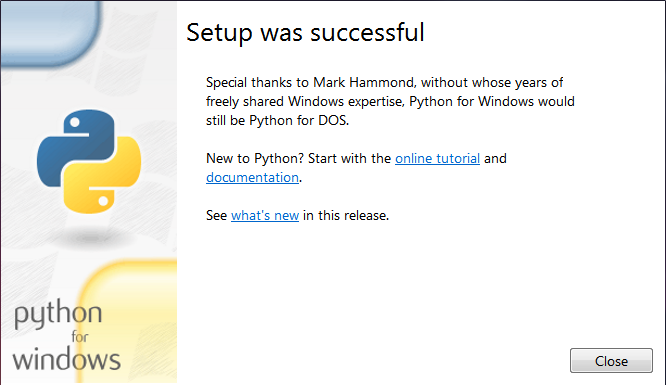 Setup was successful
Special thanks to Mark Hammond, without whose years of
freely shared Windows expertise, Python for Windows would
still be Python for DOS.
New to Python? Start with the online tutorial and
documentation.
See what's new in this release.
python
for
windows
Close